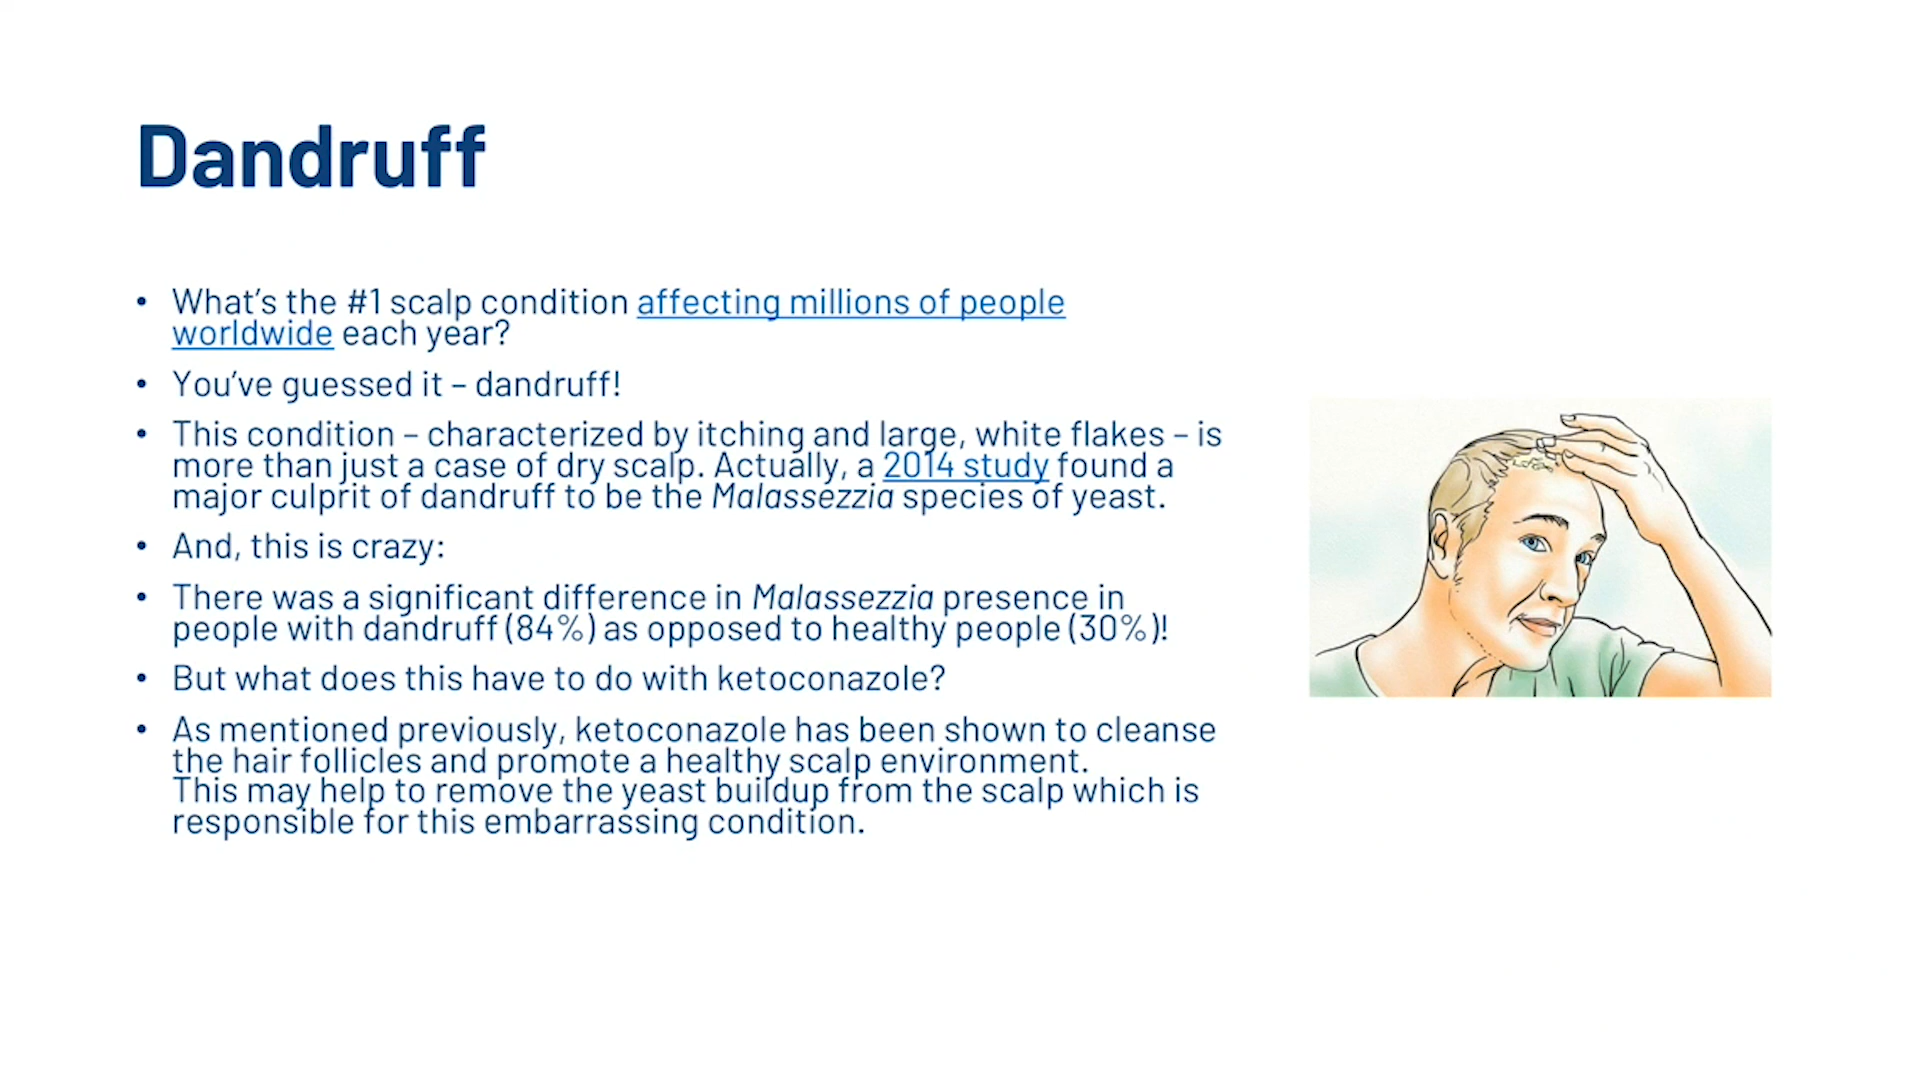 Dandruff
• What's the #1 scalp condition affecting millions of people
worldwide each year?
• You've guessed it – dandruff!
• This condition – characterized by itching and large, white flakes – is
more than just a case of dry scalp. Actually, a 2014 study found a
major culprit of dandruff to be the Malassezzia species of yeast.
• And, this is crazy:
• There was a significant difference in Malassezzia presence in
people with dandruff (84%) as opposed to healthy people (30%)!
• But what does this have to do with ketoconazole?
• As mentioned previously, ketoconazole has been shown to cleanse
the hair follicles and promote a healthy scalp environment.
This may help to remove the yeast buildup from the scalp which is
responsible for this embarrassing condition.